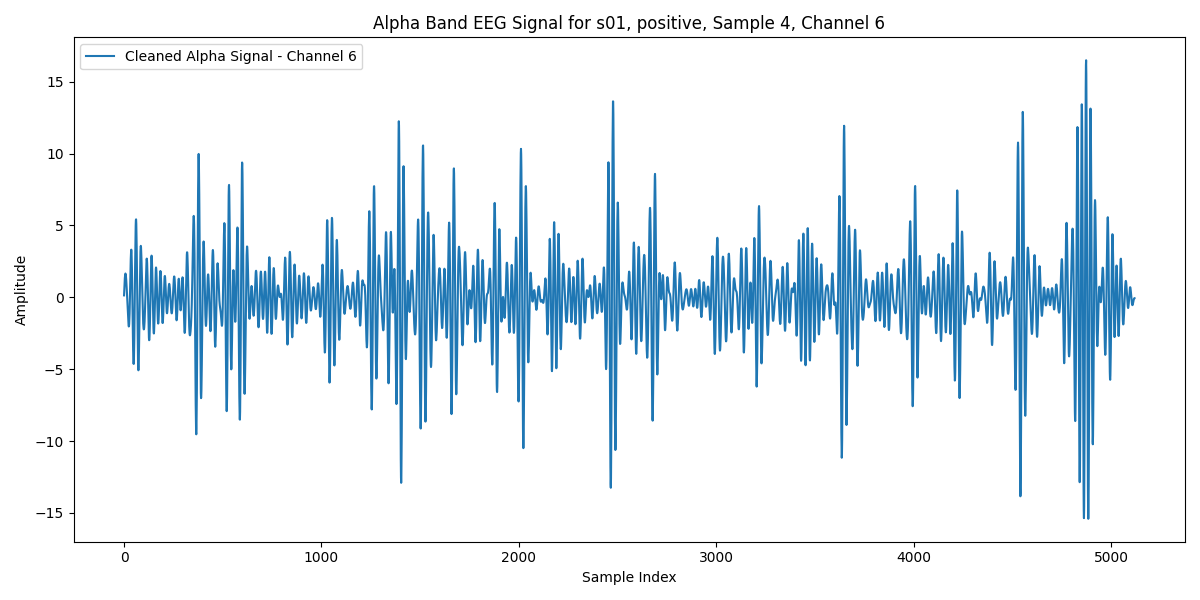 Alpha Band EEG Signal for s01, positive, Sample 4, Channel 6
Cleaned Alpha Signal - Channel 6
Amplitude
15
10
5
0
−5
−10
−15
0 1000 2000 3000 4000 5000
Sample Index